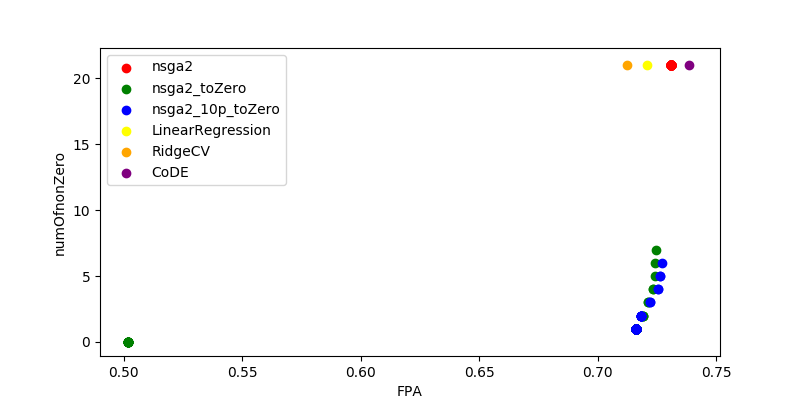 nsga2
nsga2_toZero
nsga2_10p_toZero
LinearRegression
RidgeCV
CoDE
numOfnonZero
20
15
10
5
0
0.50 0.55 0.60 0.65 0.70 0.75
FPA